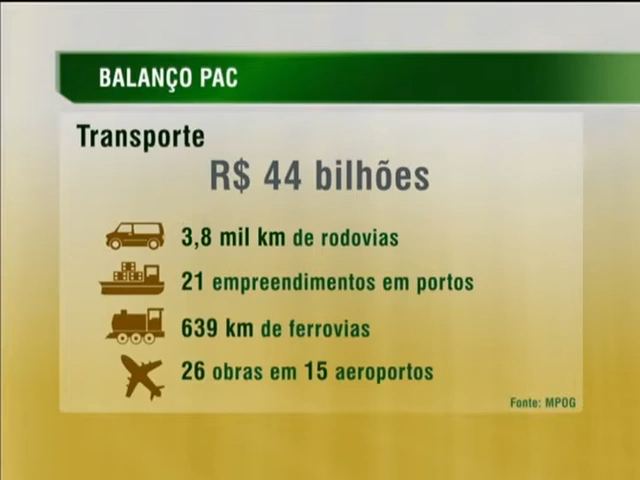 BALANÇO PAC
Transporte
R$ 44 bilhões
3,8 mil km de rodovias
21 empreendimentos em portos
639 km de ferrovias
26 obras em 15 aeroportos
Fonte: MPOG